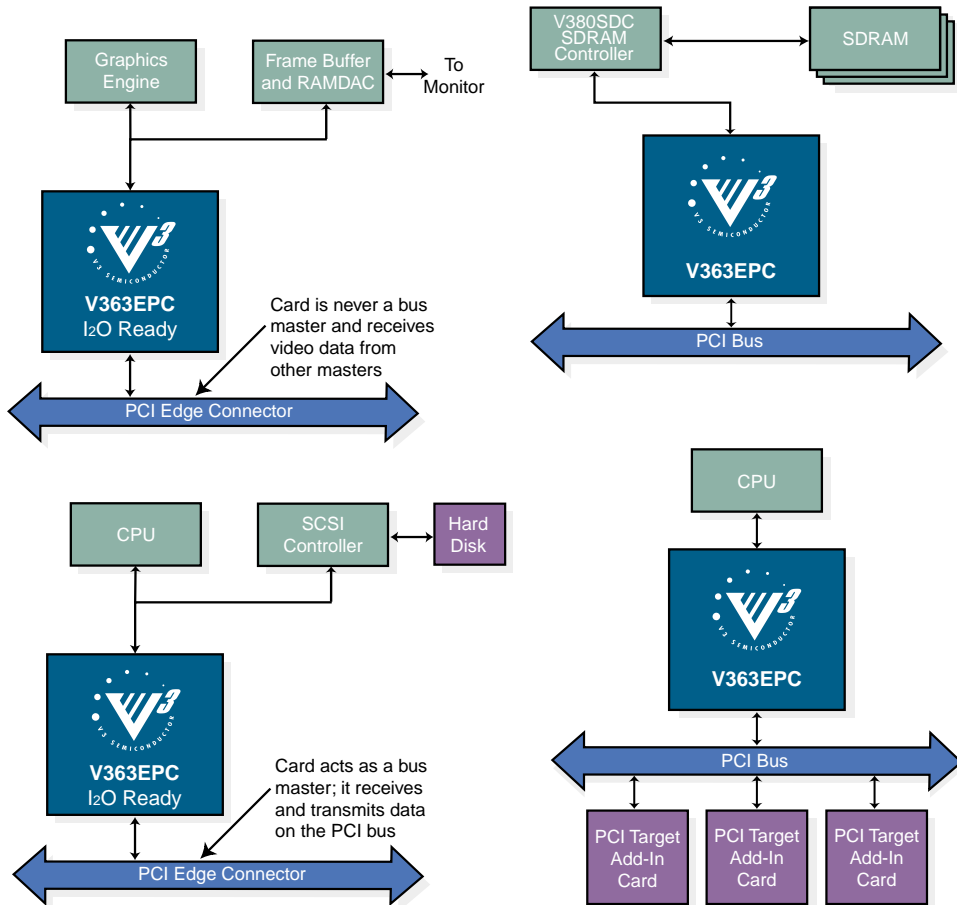 Graphics
Engine
Frame Buffer
and RAMDAC
To
Monitor
V3
V3 SEMICONDUCTOR
V363EPC
I2O Ready
Card is never a bus
master and receives
video data from
other masters
PCI Edge Connector
V380SDC
SDRAM
Controller
SDRAM
V3
V3 SEMICONDUCTOR
V363EPC
PCI Bus
CPU
SCSI
Controller
Hard
Disk
V3
V3 SEMICONDUCTOR
V363EPC
I2O Ready
Card acts as a bus
master; it receives
and transmits data
on the PCI bus
PCI Edge Connector
CPU
V3
V3 SEMICONDUCTOR
V363EPC
PCI Bus
PCI Target
Add-In
Card
PCI Target
Add-In
Card
PCI Target
Add-In
Card